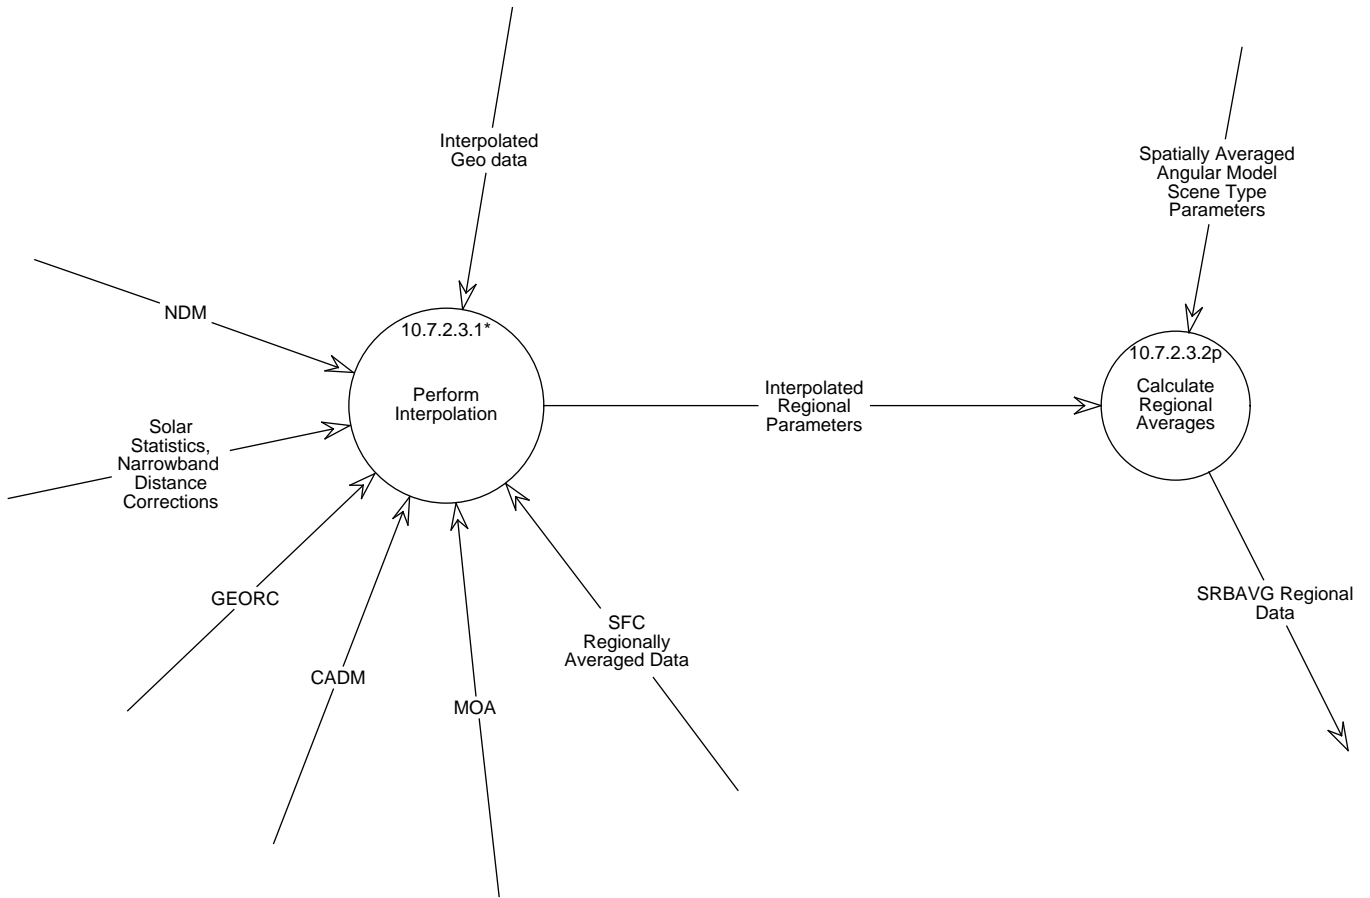 Interpolated
Geo data
Spatially Averaged
Angular Model
Scene Type
Parameters
NDM
10.7.2.3.1*
Perform
Interpolation
10.7.2.3.2p
Calculate
Regional
Averages
Interpolated
Regional
Parameters
Solar
Statistics,
Narrowband
Distance
Corrections
GEORC
CADM
MOA
SFC
Regionally
Averaged Data
SRBAVG Regional
Data